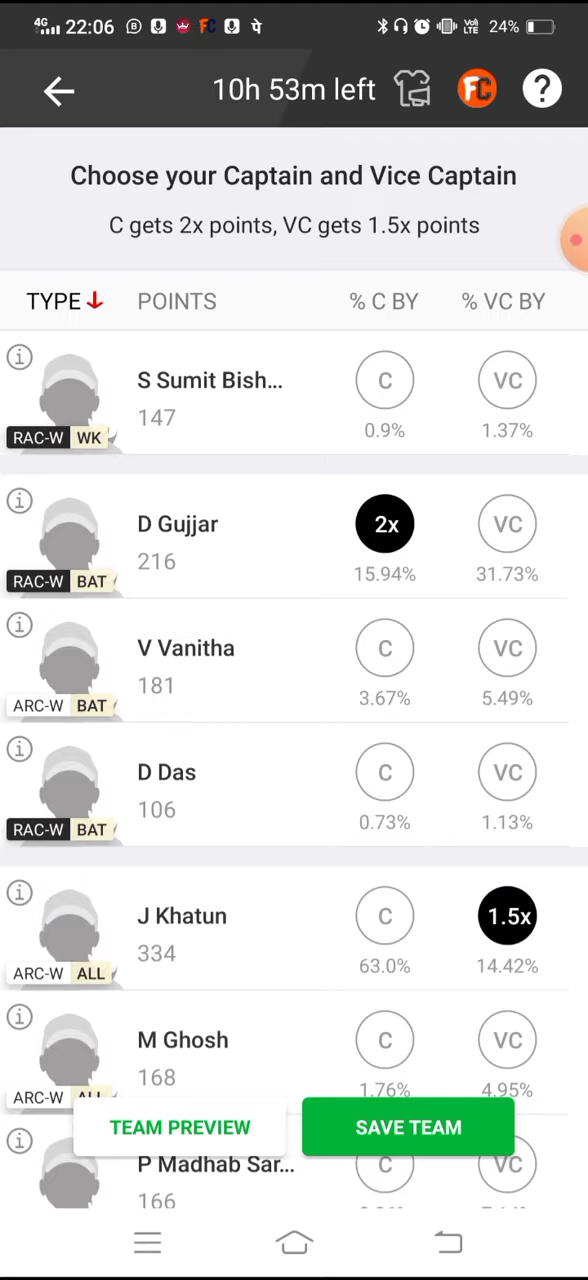 4G 22:06 B FC पे VoI LTE 24%
10h 53m left FC ?
Choose your Captain and Vice Captain
C gets 2x points, VC gets 1.5x points
TYPE POINTS % C BY % VC BY
S Sumit Bish... C VC
147 0.9% 1.37%
RAC-W WK
D Gujjar 2x VC
216 15.94% 31.73%
RAC-W BAT
V Vanitha C VC
181 3.67% 5.49%
ARC-W BAT
D Das C VC
106 0.73% 1.13%
RAC-W BAT
J Khatun C 1.5x
334 63.0% 14.42%
ARC-W ALL
M Ghosh C VC
168 1.76% 4.95%
ARC-W ALL
TEAM PREVIEW SAVE TEAM
P Madhab Sar... C VC
166